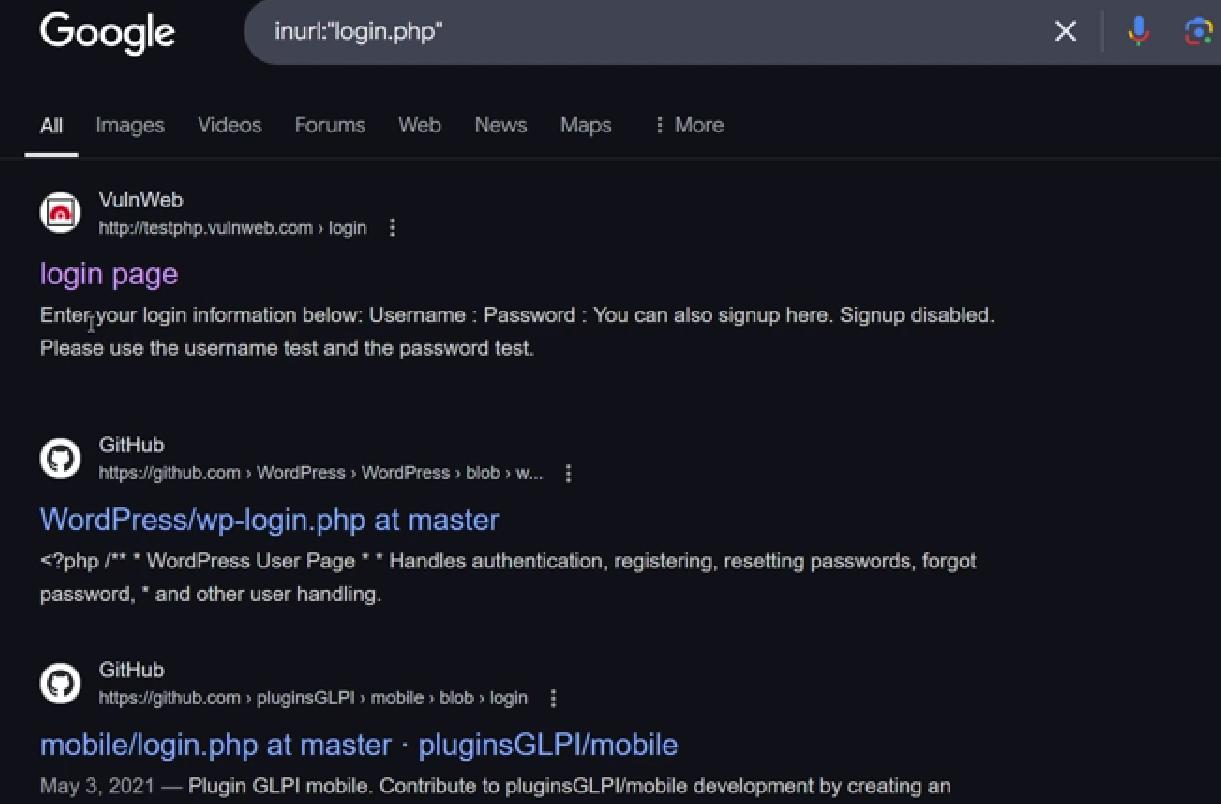 Google
inurl:"login.php"
All Images Videos Forums Web News Maps More
VulnWeb
http://testphp.vulnweb.com › login
login page
Enter your login information below: Username : Password : You can also signup here. Signup disabled.
Please use the username test and the password test.
GitHub
https://github.com › WordPress › WordPress › blob › w...
WordPress/wp-login.php at master
<?php /** * WordPress User Page * * Handles authentication, registering, resetting passwords, forgot
password, * and other user handling.
GitHub
https://github.com › pluginsGLPI › mobile › blob › login
mobile/login.php at master · pluginsGLPI/mobile
May 3, 2021 — Plugin GLPI mobile. Contribute to pluginsGLPI/mobile development by creating an